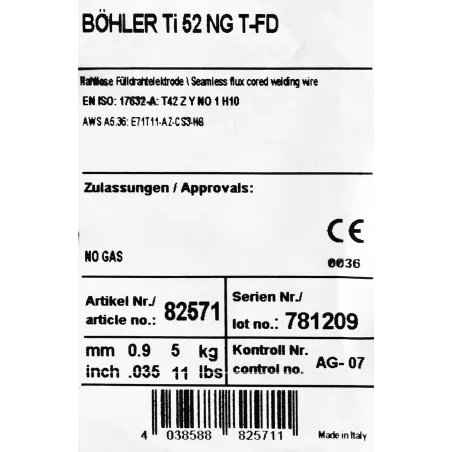 BÖHLER Ti 52 NG T-FD
Nahtlose Fülldrahtelektrode \ Seamless flux cored welding wire
EN ISO: 17632-A: T42 Z Y NO 1 H10
AWS A5.36: E71T11-AZ-CS3-H8
Zulassungen / Approvals:
CE
NO GAS
0036
Artikel Nr./
article no.: 82571
Serien Nr./
lot no.: 781209
mm 0.9 5 kg
inch .035 11 lbs
Kontroll Nr.
control no. AG- 07
4 038588 825711
Made in Italy